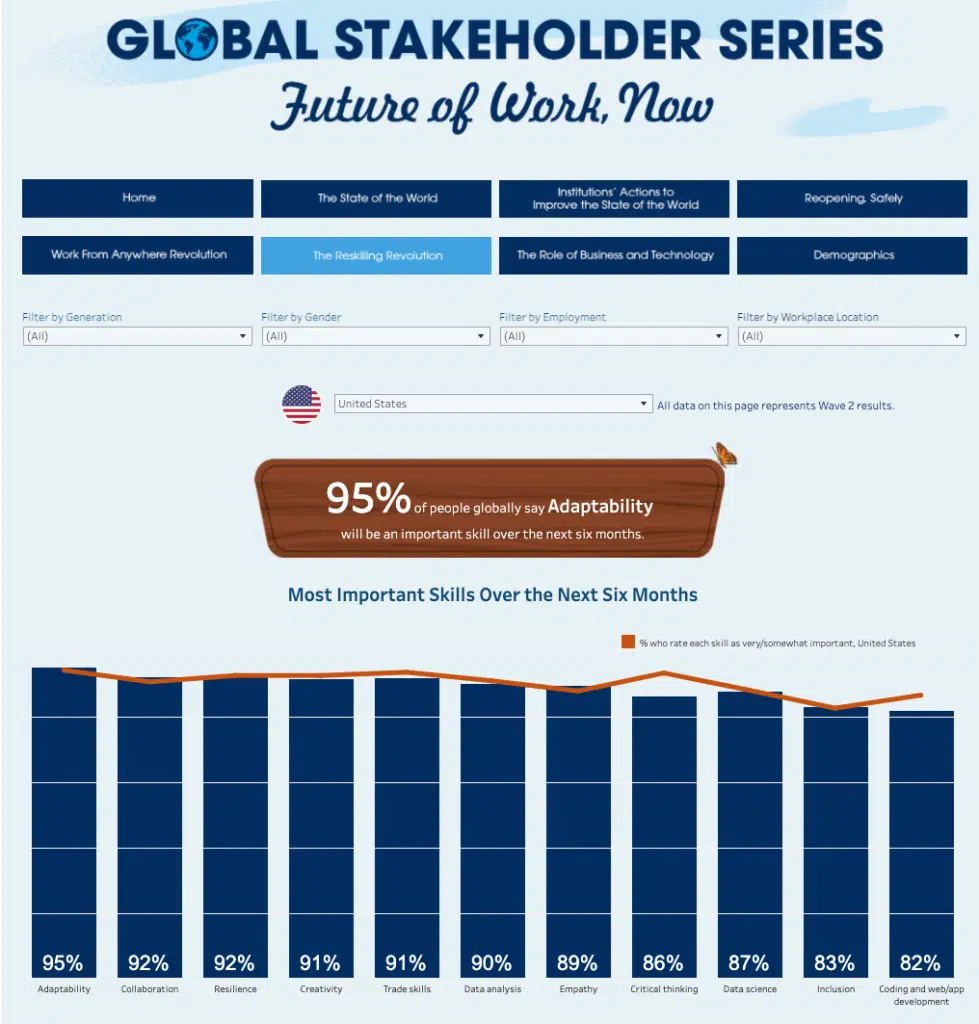 GLOBAL STAKEHOLDER SERIES
Future of Work, Now
Home
The State of the World
Institutions' Actions to
Improve the State of the World
Reopening, Safely
Work From Anywhere Revolution
The Reskilling Revolution
The Role of Business and Technology
Demographics
Filter by Generation
Filter by Gender
Filter by Employment
Filter by Workplace Location
(All)
(All)
(All)
(All)
United States
All data on this page represents Wave 2 results.
95% of people globally say Adaptability
will be an important skill over the next six months.
Most Important Skills Over the Next Six Months
% who rate each skill as very/somewhat important, United States
95%
92%
92%
91%
91%
90%
89%
86%
87%
83%
82%
Adaptability
Collaboration
Resilience
Creativity
Trade skills
Data analysis
Empathy
Critical thinking
Data science
Inclusion
Coding and web/app
development